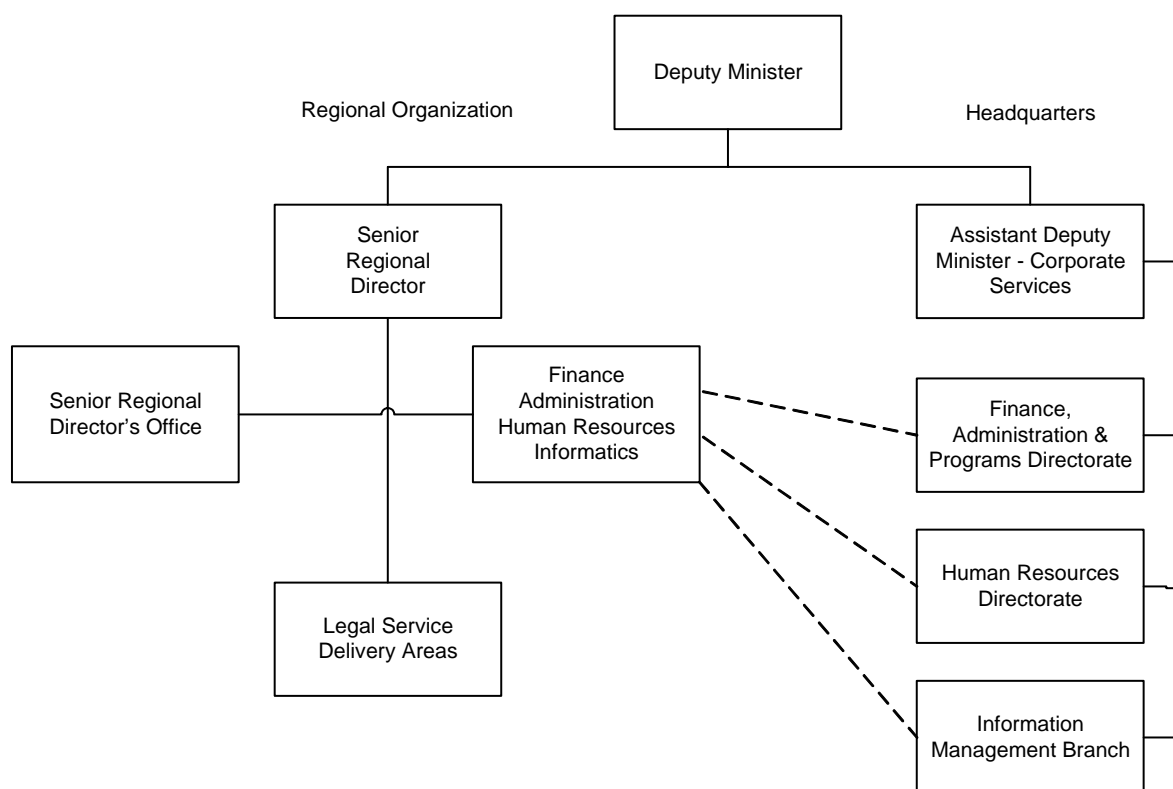 Deputy Minister
Regional Organization
Headquarters
Senior
Regional
Director
Assistant Deputy
Minister - Corporate
Services
Senior Regional
Director's Office
Finance
Administration
Human Resources
Informatics
Finance,
Administration &
Programs Directorate
Human Resources
Directorate
Legal Service
Delivery Areas
Information
Management Branch